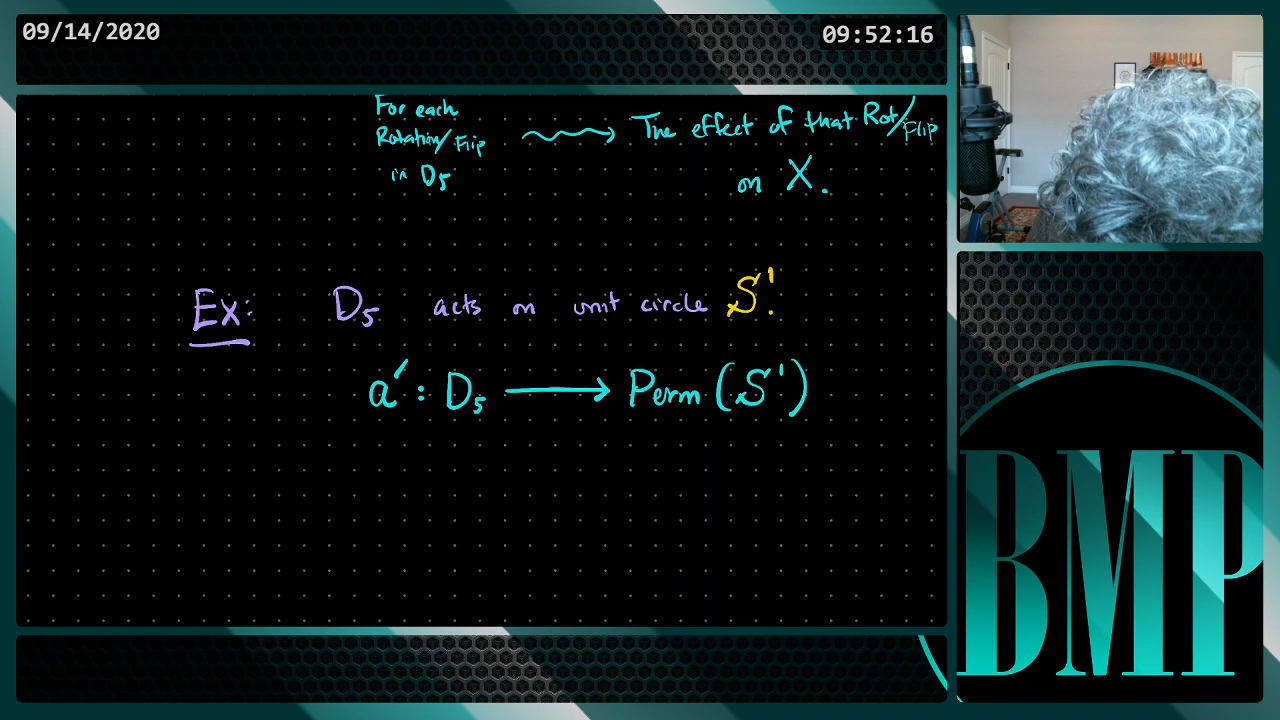 09/14/2020
09:52:16
For each
Rotation/Flip
in D₅
The effect of that Rot/Flip
on X.
Ex: D₅ acts on unit circle S¹.
a′ : D₅ ⟶ Perm (S¹)
BMP